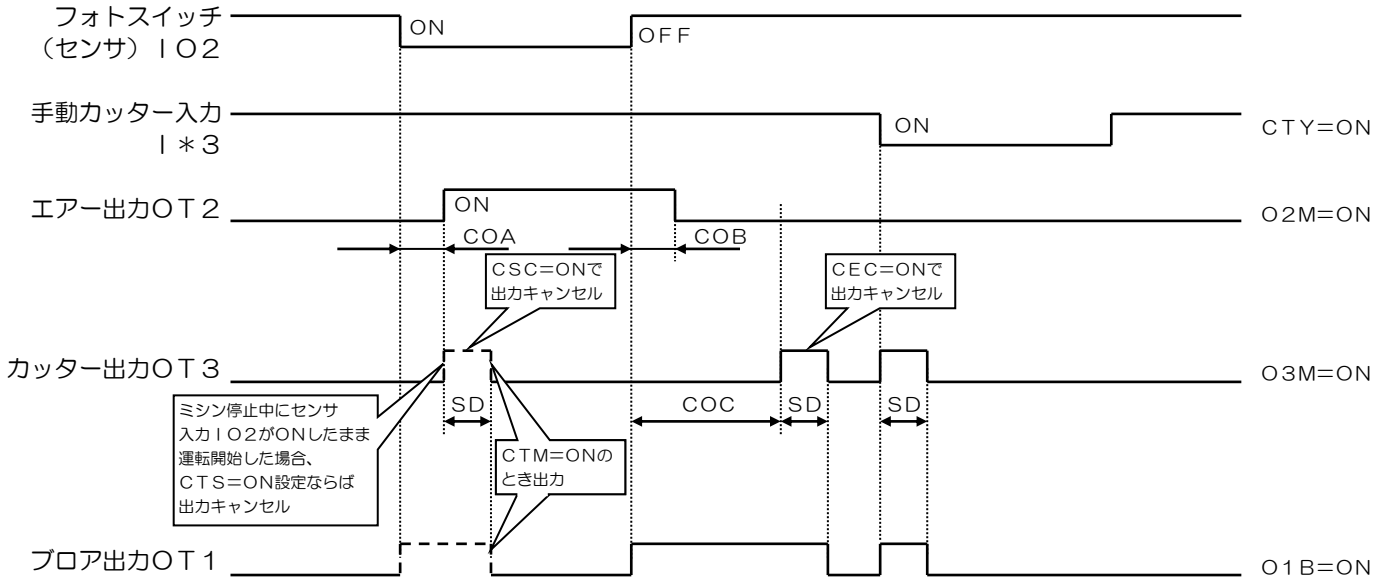 フォトスイッチ
（センサ）ＩＯ２
ON
OFF
手動カッター入力
Ｉ＊３
ON
CTY=ON
エアー出力ＯＴ２
ON
O2M=ON
COA
COB
CSC=ONで
出力キャンセル
CEC=ONで
出力キャンセル
カッター出力ＯＴ３
O3M=ON
ミシン停止中にセンサ
入力ＩＯ２がＯＮしたまま
運転開始した場合、
CTS=ON設定ならば
出力キャンセル
SD
COC
SD
SD
CTM=ONの
とき出力
ブロア出力ＯＴ１
O1B=ON